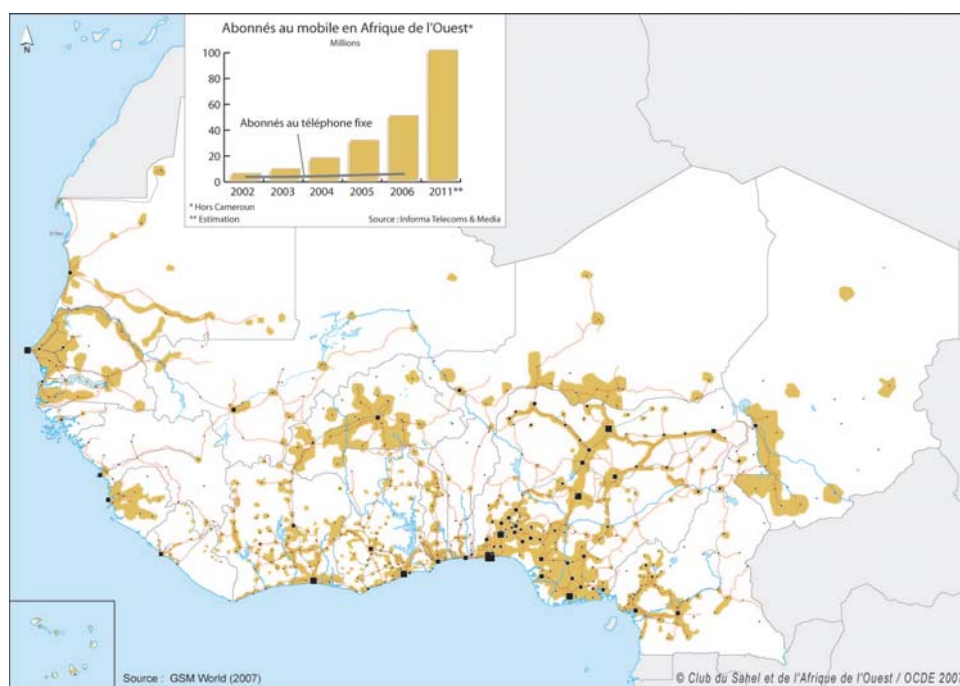 N
Abonnés au mobile en Afrique de l'Ouest*
Millions
100
80
60
40
20
0
Abonnés au téléphone fixe
2002 2003 2004 2005 2006 2011**
* Hors Cameroun
** Estimation
Source : Informa Telecoms & Media
Source : GSM World (2007)
© Club du Sahel et de l'Afrique de l'Ouest / OCDE 2007